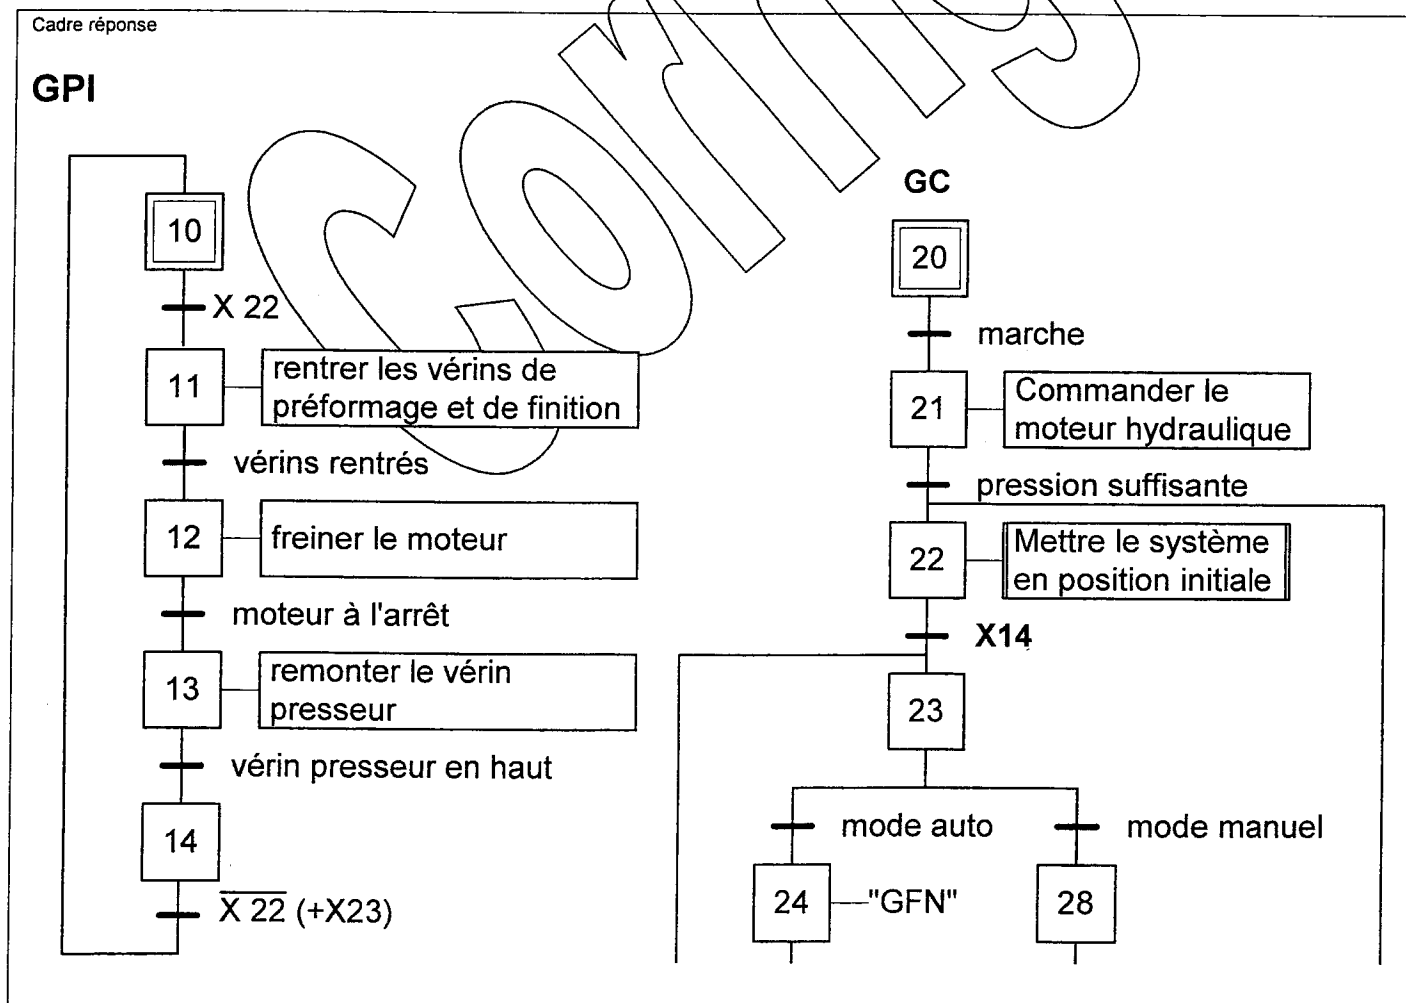 Cadre réponse
Corrig
GPI
10
X 22
11
rentrer les vérins de
préformage et de finition
vérins rentrés
12
freiner le moteur
moteur à l'arrêt
13
remonter le vérin
presseur
vérin presseur en haut
14
X 22 (+X23)
GC
20
marche
21
Commander le
moteur hydraulique
pression suffisante
22
Mettre le système
en position initiale
X14
23
mode auto
mode manuel
24
"GFN"
28